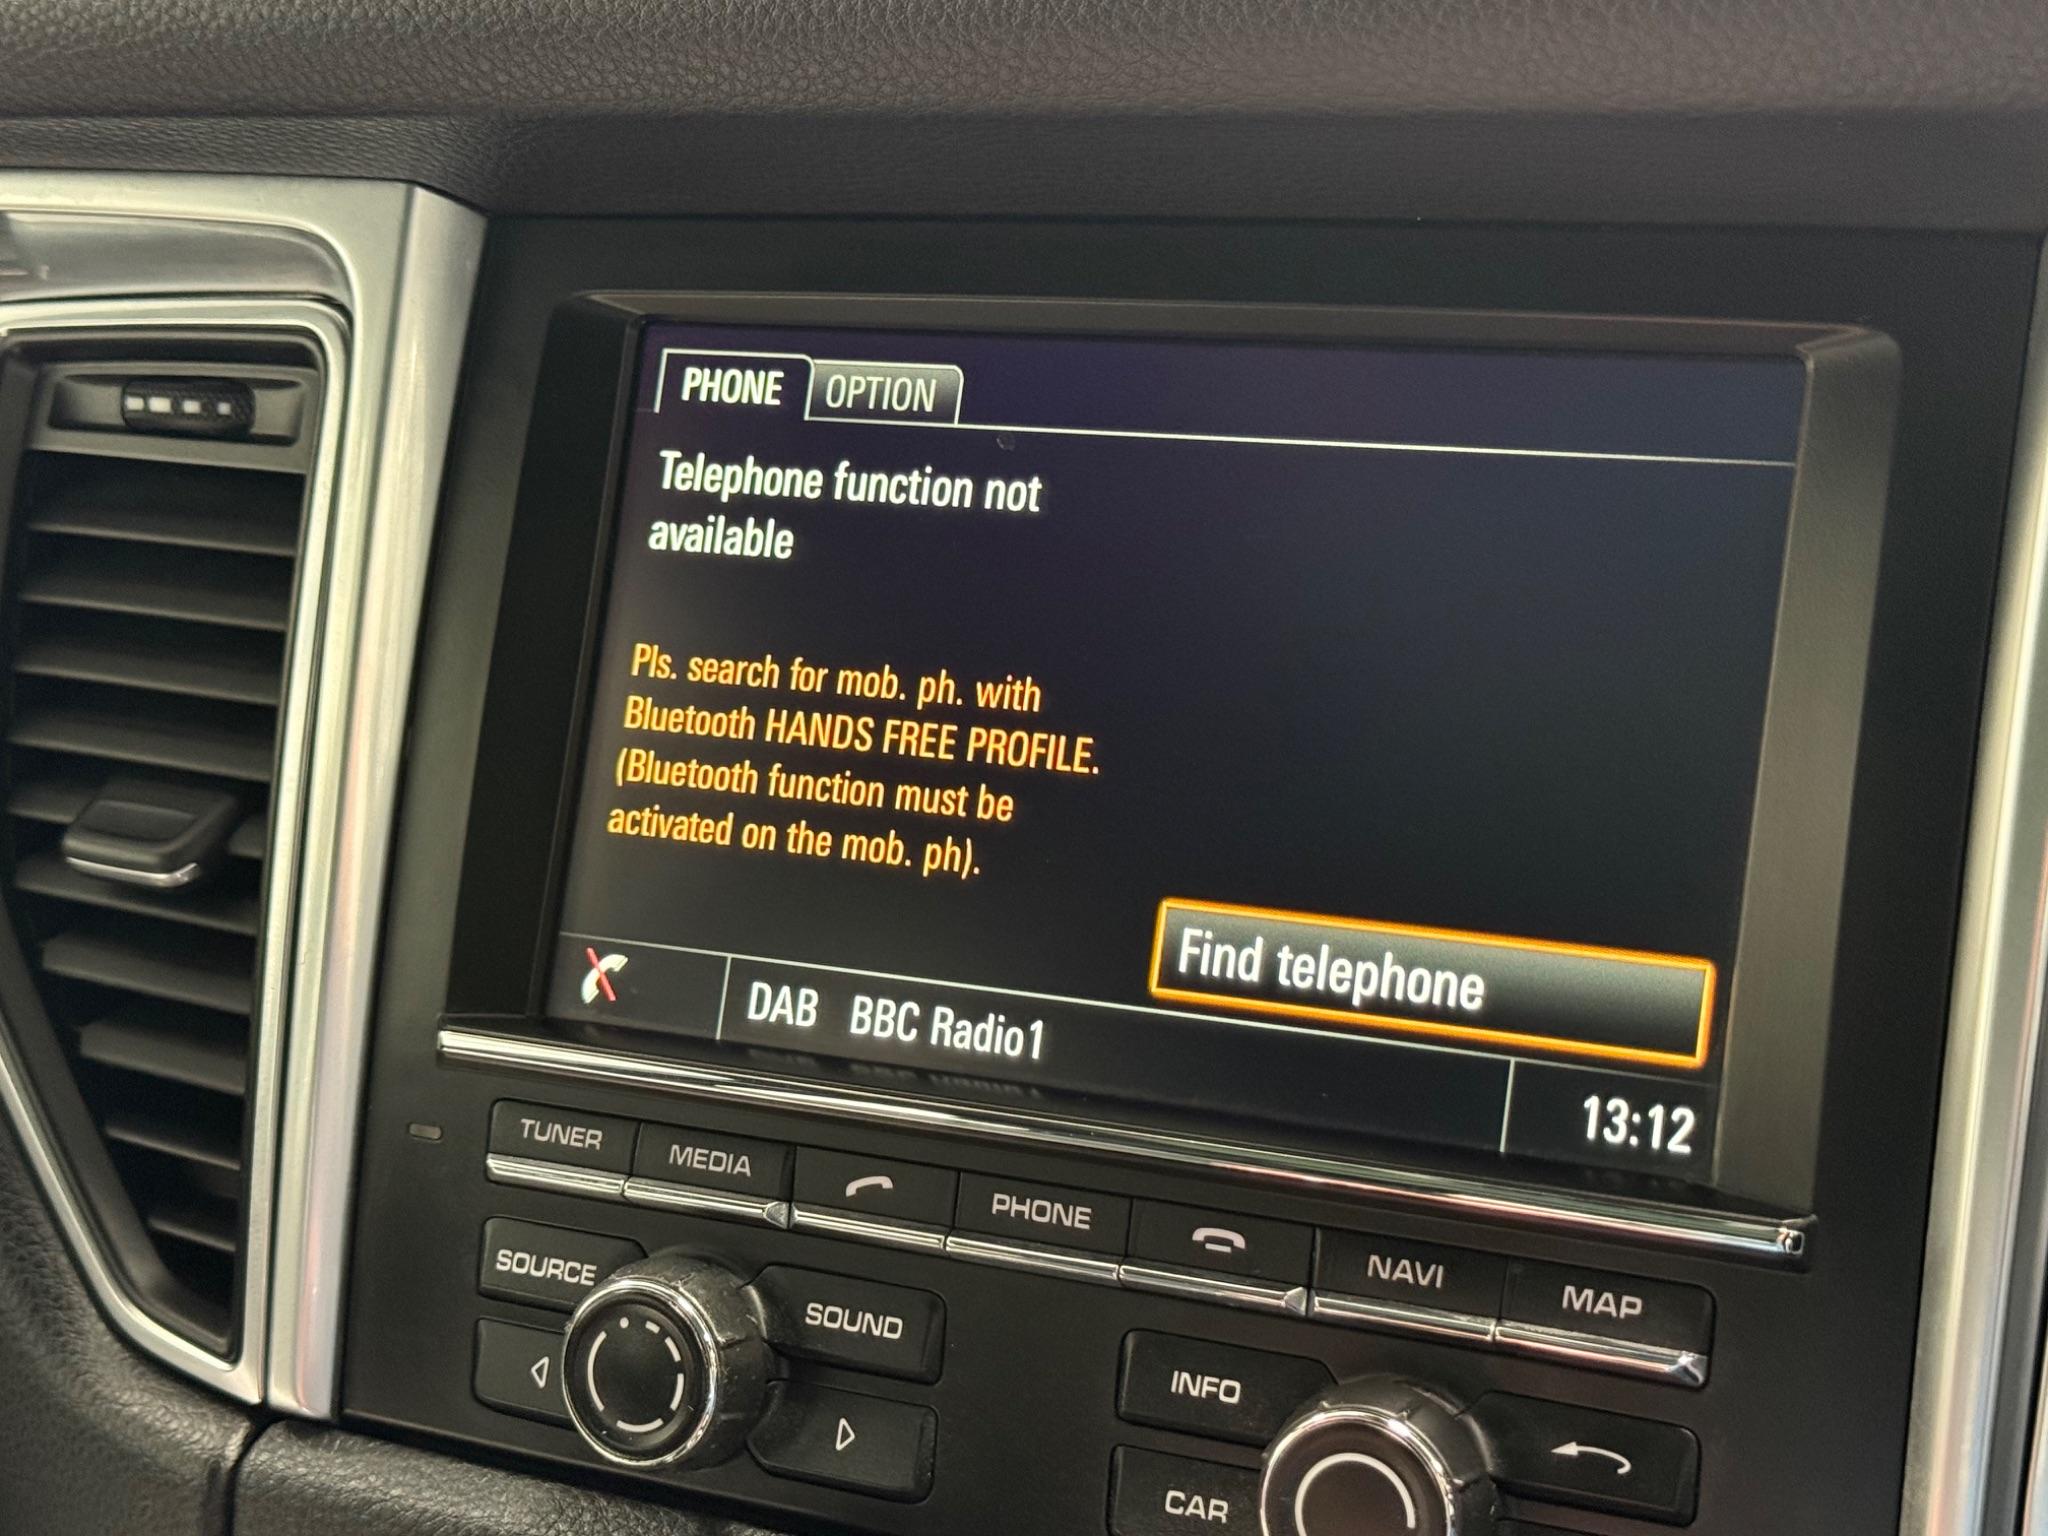 PHONE OPTION
Telephone function not
available
Pls. search for mob. ph. with
Bluetooth HANDS FREE PROFILE.
(Bluetooth function must be
activated on the mob. ph).
Find telephone
DAB BBC Radio1
13:12
TUNER MEDIA PHONE NAVI MAP
SOURCE SOUND
INFO
CAR